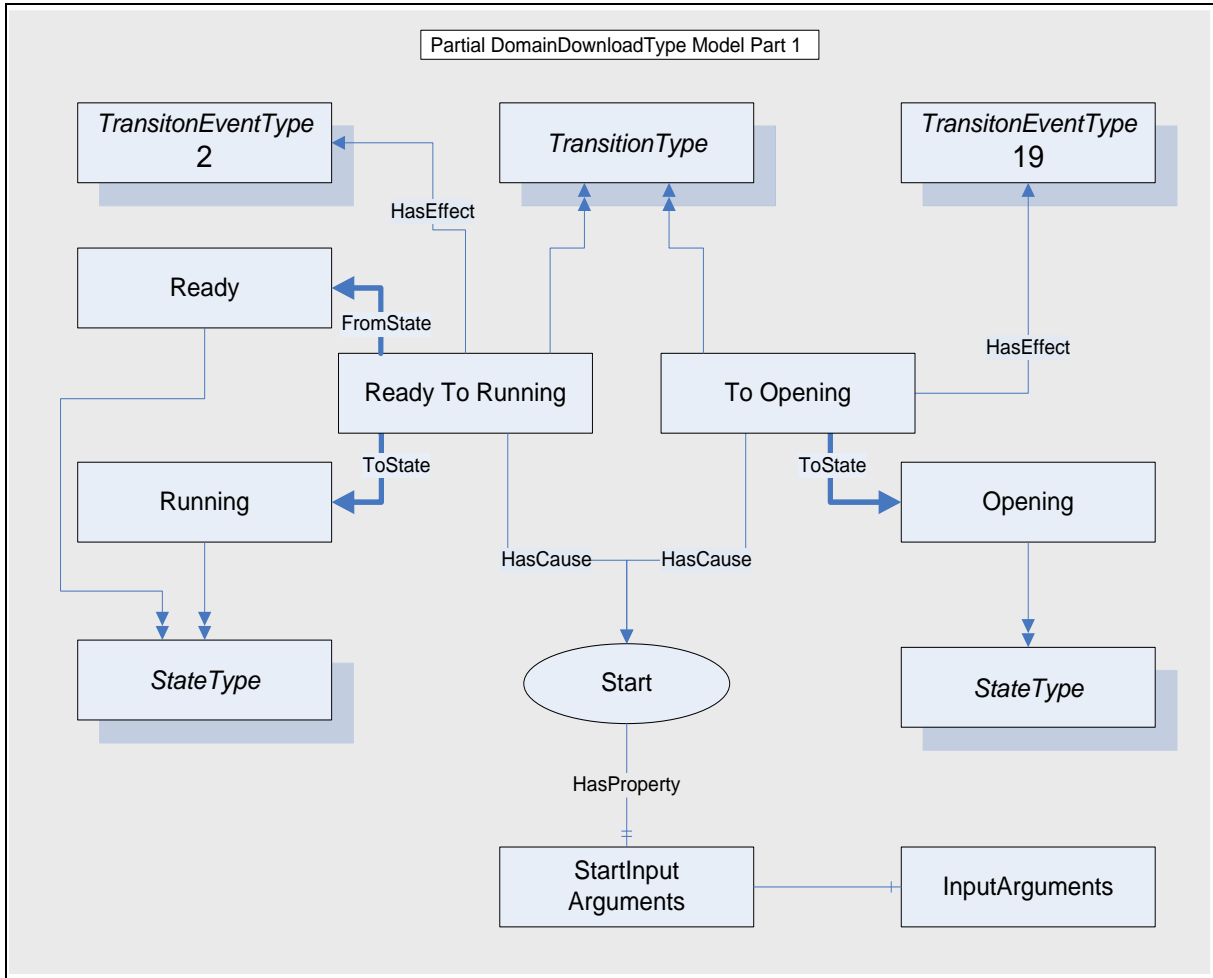 Partial DomainDownloadType Model Part 1
TransitonEventType
2
TransitionType
TransitonEventType
19
HasEffect
Ready
FromState
HasEffect
Ready To Running
To Opening
ToState
ToState
Running
Opening
HasCause
HasCause
StateType
Start
StateType
HasProperty
StartInput
Arguments
InputArguments